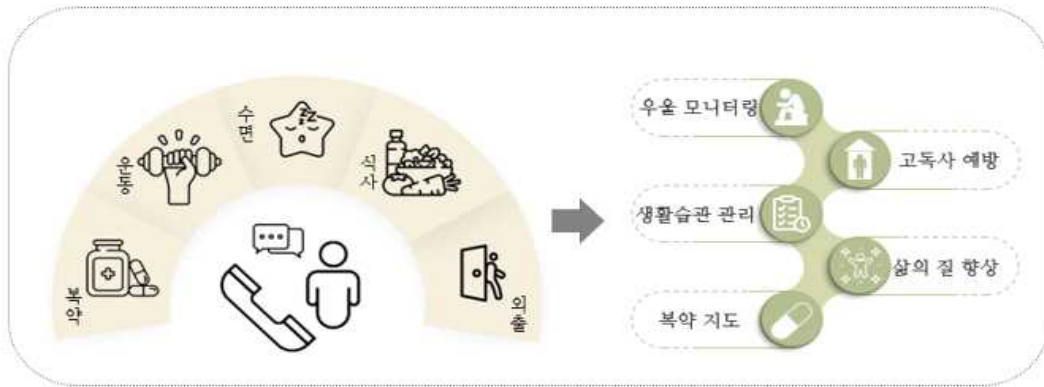 복약
운동
수면
zZ
식사
외출
우울 모니터링
고독사 예방
생활습관 관리
삶의 질 향상
복약 지도